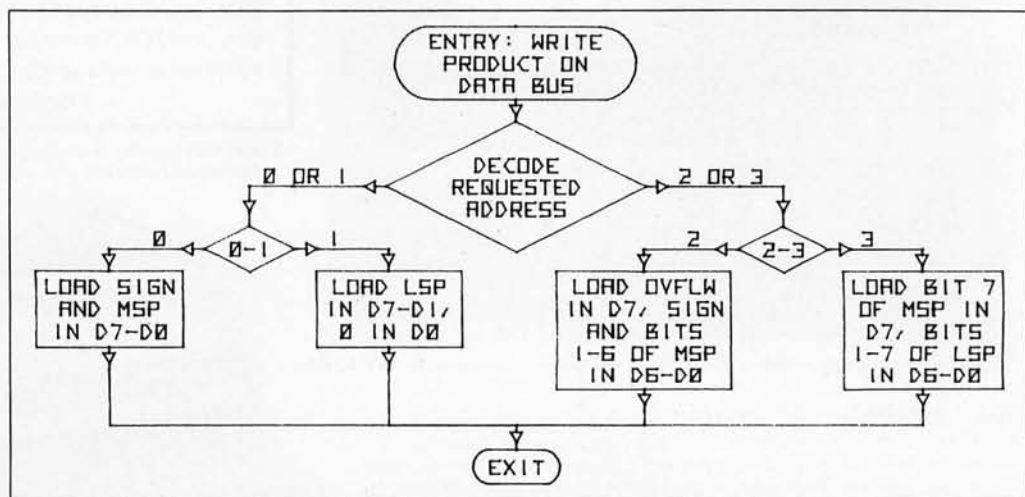 ENTRY: WRITE
PRODUCT ON
DATA BUS
DECODE
REQUESTED
ADDRESS
0 OR 1
2 OR 3
0
0-1
1
2
2-3
3
LOAD SIGN
AND MSP
IN D7-D0
LOAD LSP
IN D7-D1,
0 IN D0
LOAD OVFLW
IN D7, SIGN
AND BITS
1-6 OF MSP
IN D6-D0
LOAD BIT 7
OF MSP IN
D7, BITS
1-7 OF LSP
IN D6-D0
EXIT